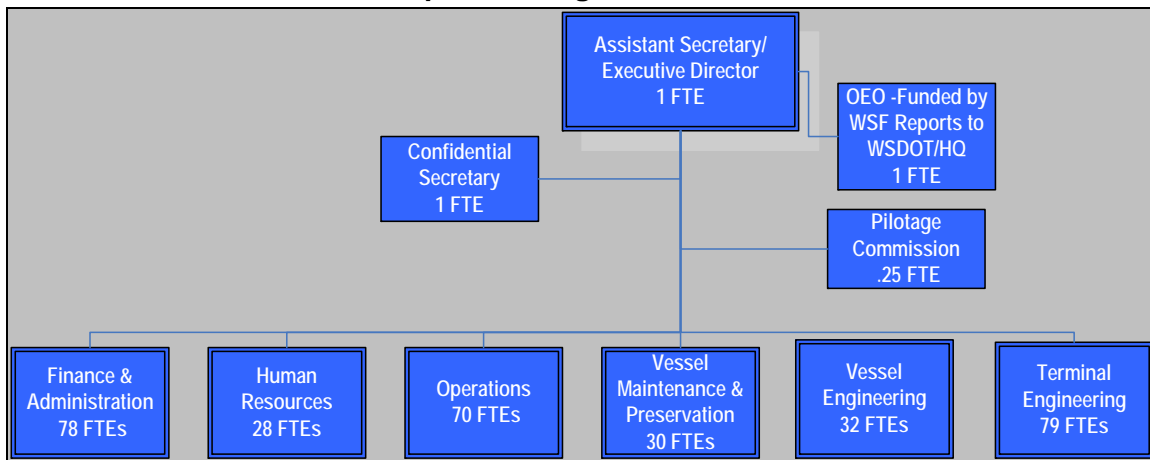 Assistant Secretary/
Executive Director
1 FTE
OEO -Funded by
WSF Reports to
WSDOT/HQ
1 FTE
Confidential
Secretary
1 FTE
Pilotage
Commission
.25 FTE
Finance &
Administration
78 FTEs
Human
Resources
28 FTEs
Operations
70 FTEs
Vessel
Maintenance &
Preservation
30 FTEs
Vessel
Engineering
32 FTEs
Terminal
Engineering
79 FTEs